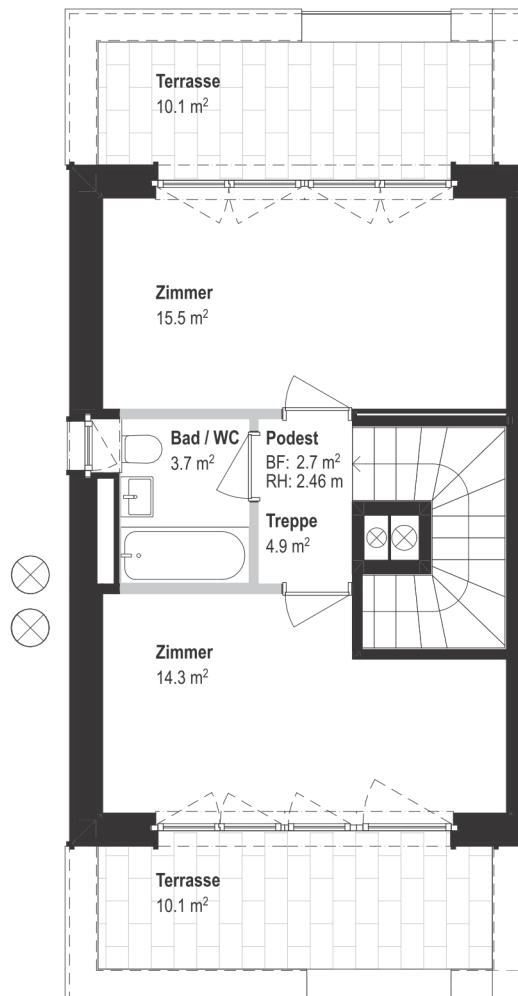 Terrasse
10.1 m²
Zimmer
15.5 m²
Bad / WC
3.7 m²
Podest
BF: 2.7 m²
RH: 2.46 m
Treppe
4.9 m²
Zimmer
14.3 m²
Terrasse
10.1 m²